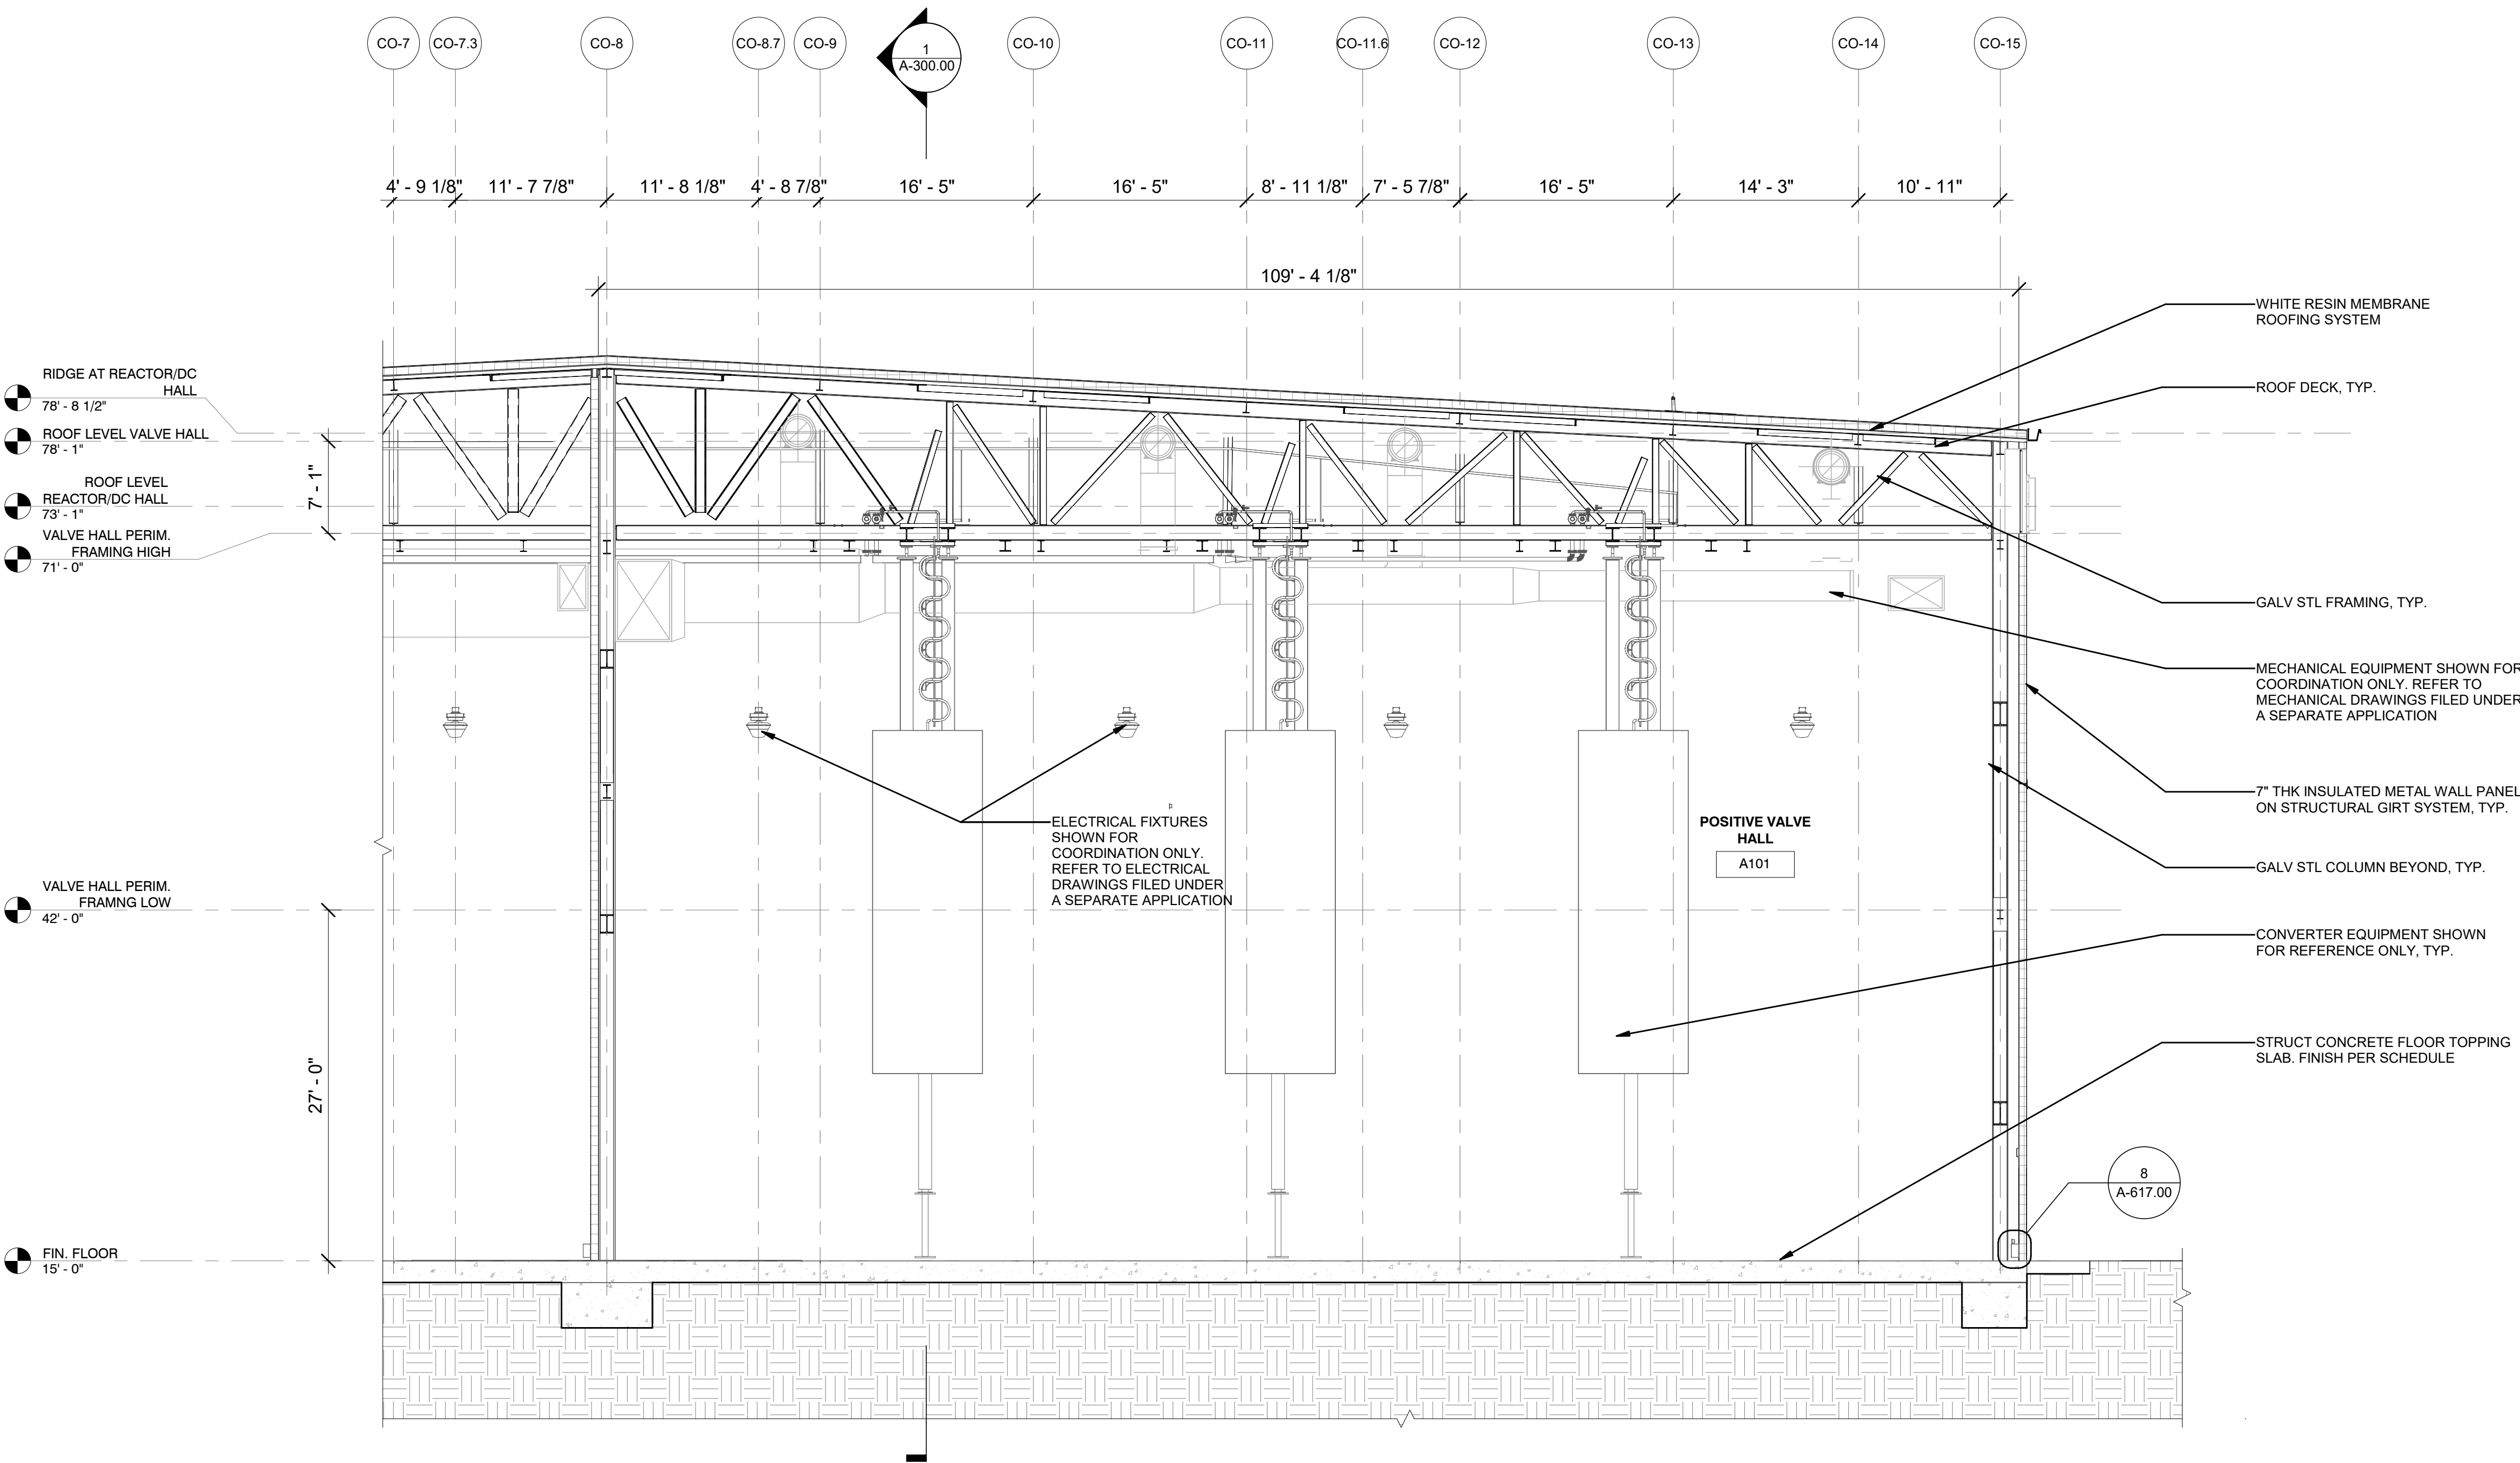 CO-7
CO-7.3
CO-8
CO-8.7
CO-9
1
A-300.00
CO-10
CO-11
CO-11.6
CO-12
CO-13
CO-14
CO-15
4' - 9 1/8"
11' - 7 7/8"
11' - 8 1/8"
4' - 8 7/8"
16' - 5"
16' - 5"
8' - 11 1/8"
7' - 5 7/8"
16' - 5"
14' - 3"
10' - 11"
109' - 4 1/8"
RIDGE AT REACTOR/DC
HALL
78' - 8 1/2"
ROOF LEVEL VALVE HALL
78' - 1"
ROOF LEVEL
REACTOR/DC HALL
73' - 1"
VALVE HALL PERIM.
FRAMING HIGH
71' - 0"
7' - 1"
VALVE HALL PERIM.
FRAMNG LOW
42' - 0"
27' - 0"
FIN. FLOOR
15' - 0"
ELECTRICAL FIXTURES
SHOWN FOR
COORDINATION ONLY.
REFER TO ELECTRICAL
DRAWINGS FILED UNDER
A SEPARATE APPLICATION
POSITIVE VALVE
HALL
A101
WHITE RESIN MEMBRANE
ROOFING SYSTEM
ROOF DECK, TYP.
GALV STL FRAMING, TYP.
MECHANICAL EQUIPMENT SHOWN FOR
COORDINATION ONLY. REFER TO
MECHANICAL DRAWINGS FILED UNDER
A SEPARATE APPLICATION
7" THK INSULATED METAL WALL PANEL
ON STRUCTURAL GIRT SYSTEM, TYP.
GALV STL COLUMN BEYOND, TYP.
CONVERTER EQUIPMENT SHOWN
FOR REFERENCE ONLY, TYP.
STRUCT CONCRETE FLOOR TOPPING
SLAB. FINISH PER SCHEDULE
8
A-617.00